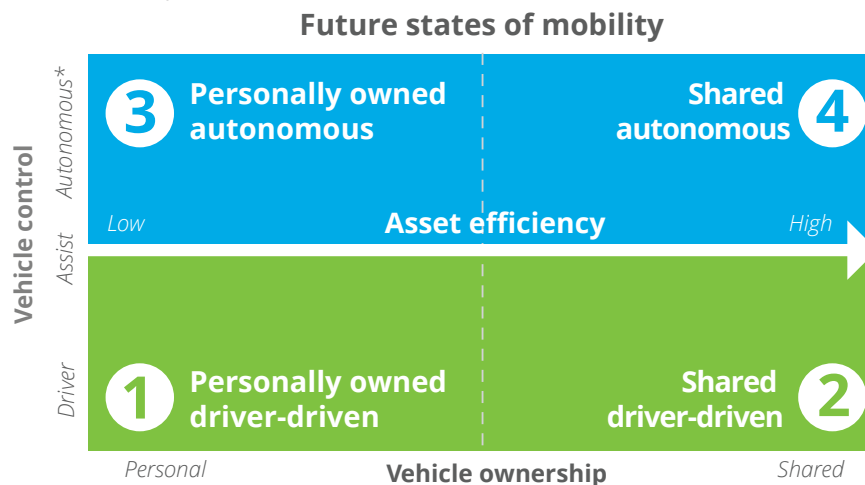 Future states of mobility
Vehicle control
Autonomous*
Assist
Driver
3
Personally owned
autonomous
Shared
autonomous
4
Low
Asset efficiency
High
1
Personally owned
driver-driven
Shared
driver-driven
2
Personal
Vehicle ownership
Shared